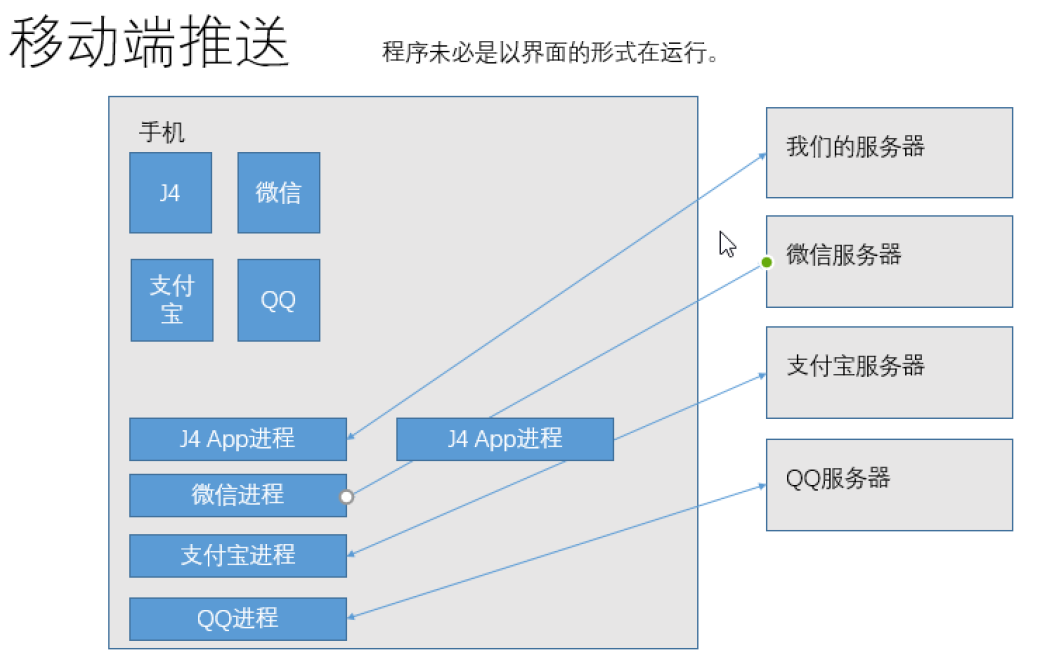 移动端推送
程序未必是以界面的形式在运行。
手机
J4
微信
支付
宝
QQ
J4 App进程
J4 App进程
微信进程
支付宝进程
QQ进程
我们的服务器
微信服务器
支付宝服务器
QQ服务器